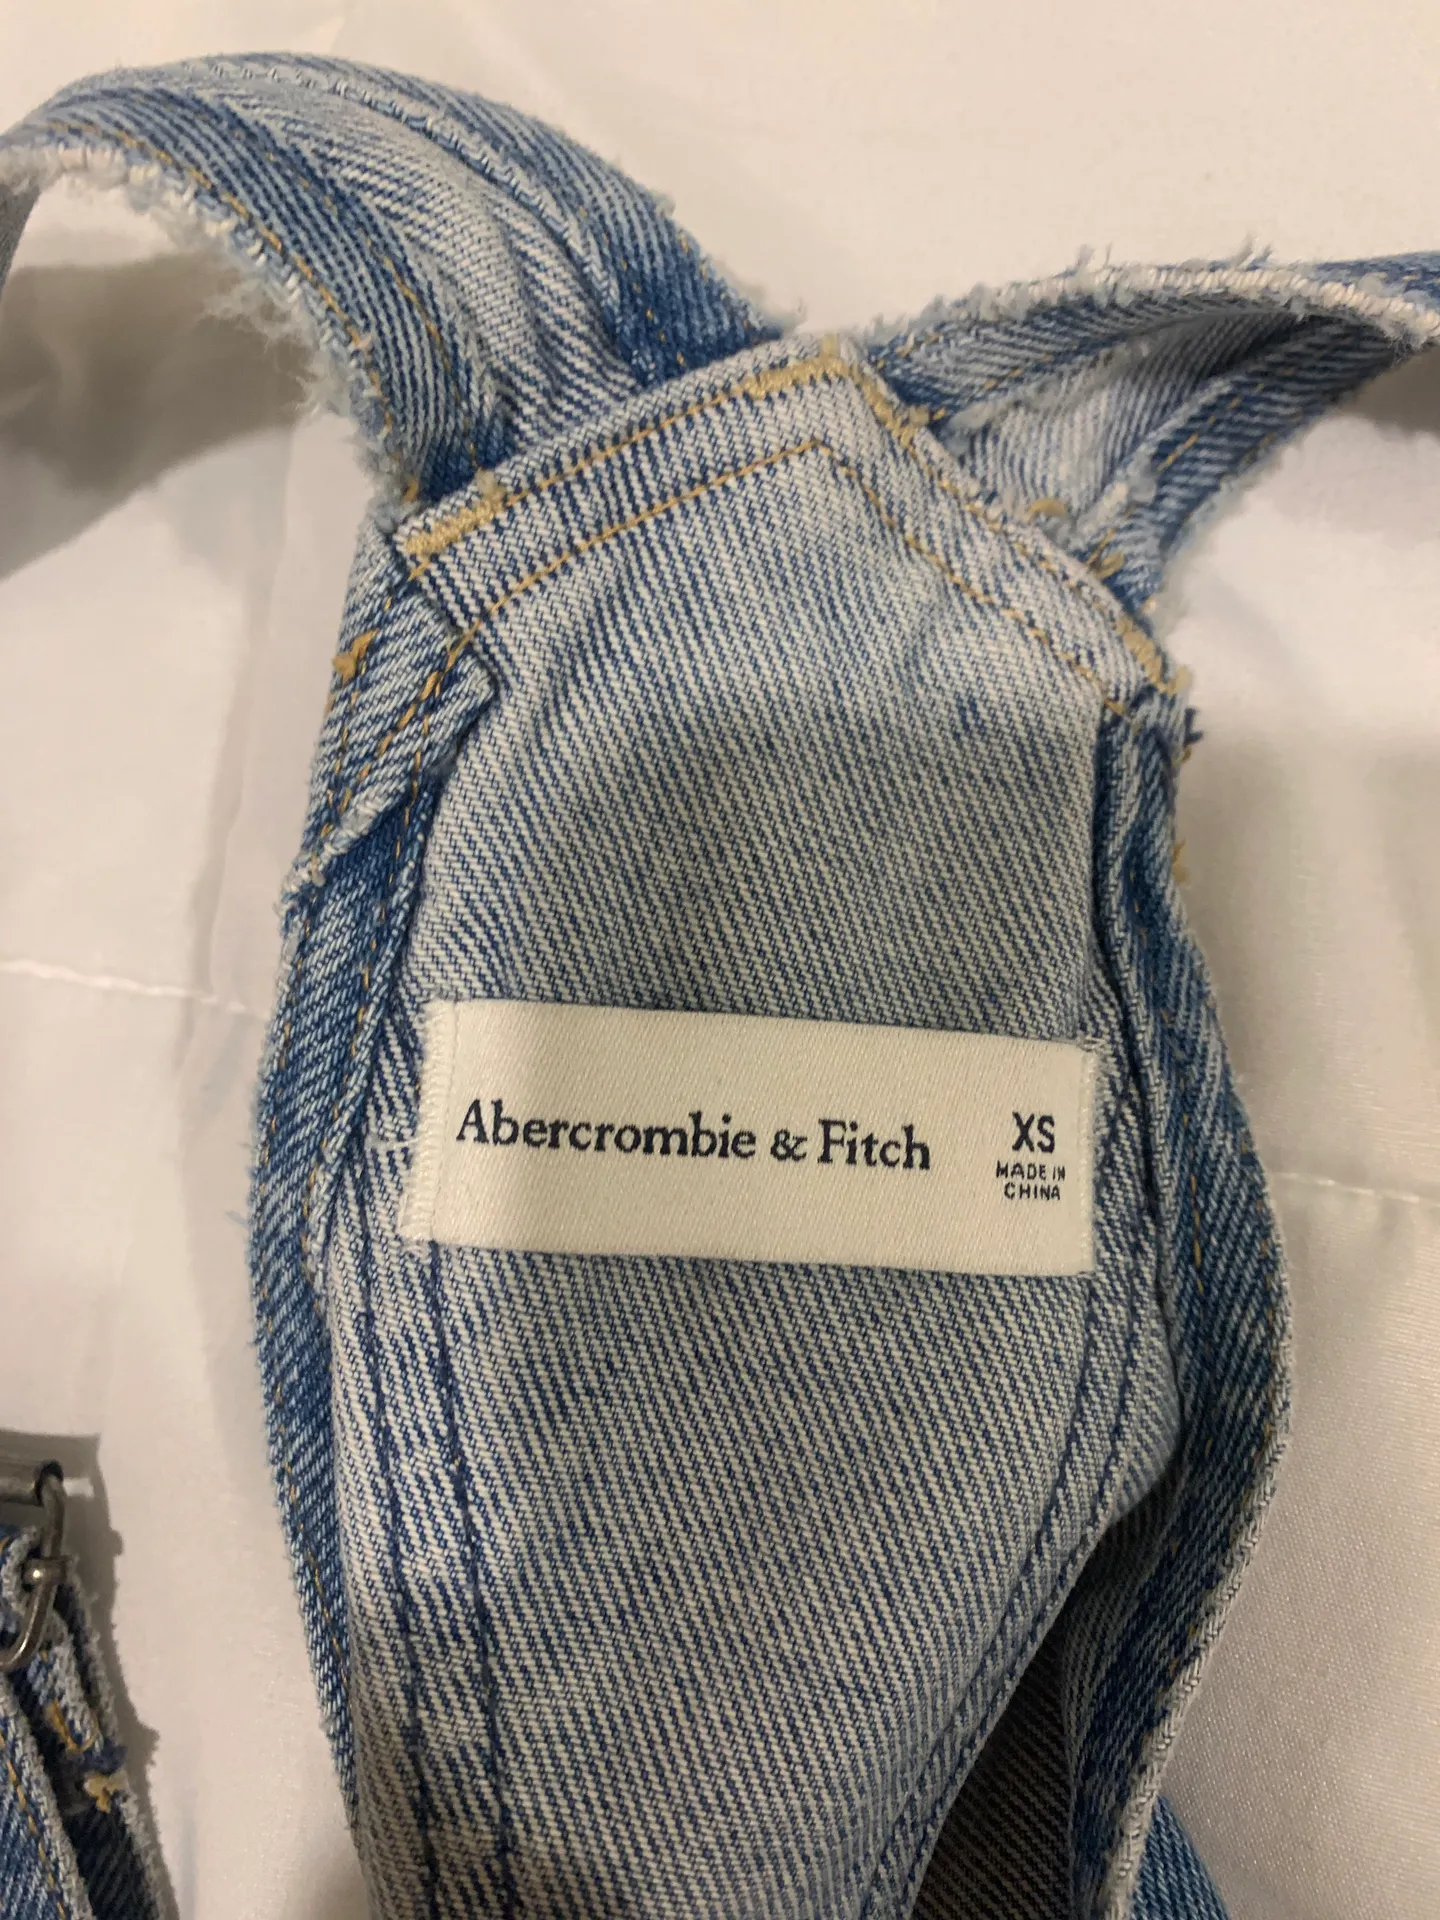 Abercrombie & Fitch
XS
MADE IN
CHINA